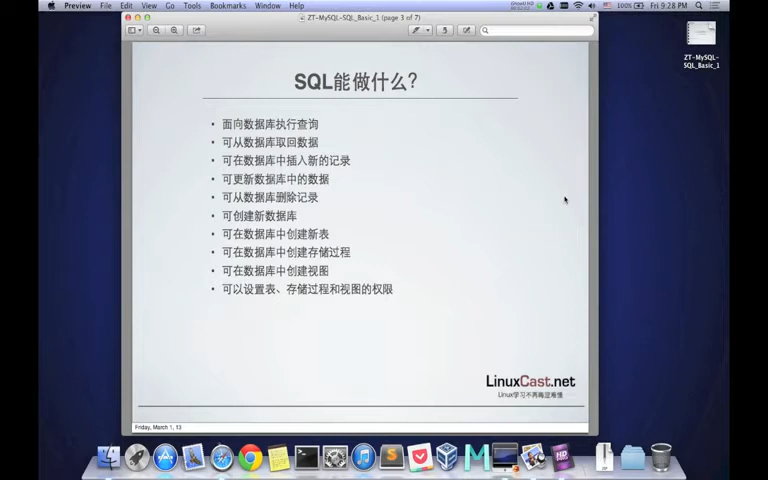 Preview File Edit View Go Tools Bookmarks Window Help
100% Fri 9:28 PM
ZT-MySQL-SQL_Basic_1 (page 3 of 7)
ZT-MySQL-
SQL_Basic_1
SQL能做什么?
• 面向数据库执行查询
• 可从数据库取回数据
• 可在数据库中插入新的记录
• 可更新数据库中的数据
• 可从数据库删除记录
• 可创建新数据库
• 可在数据库中创建新表
• 可在数据库中创建存储过程
• 可在数据库中创建视图
• 可以设置表、存储过程和视图的权限
LinuxCast.net
Linux学习不再晦涩难懂
Friday, March 1, 13